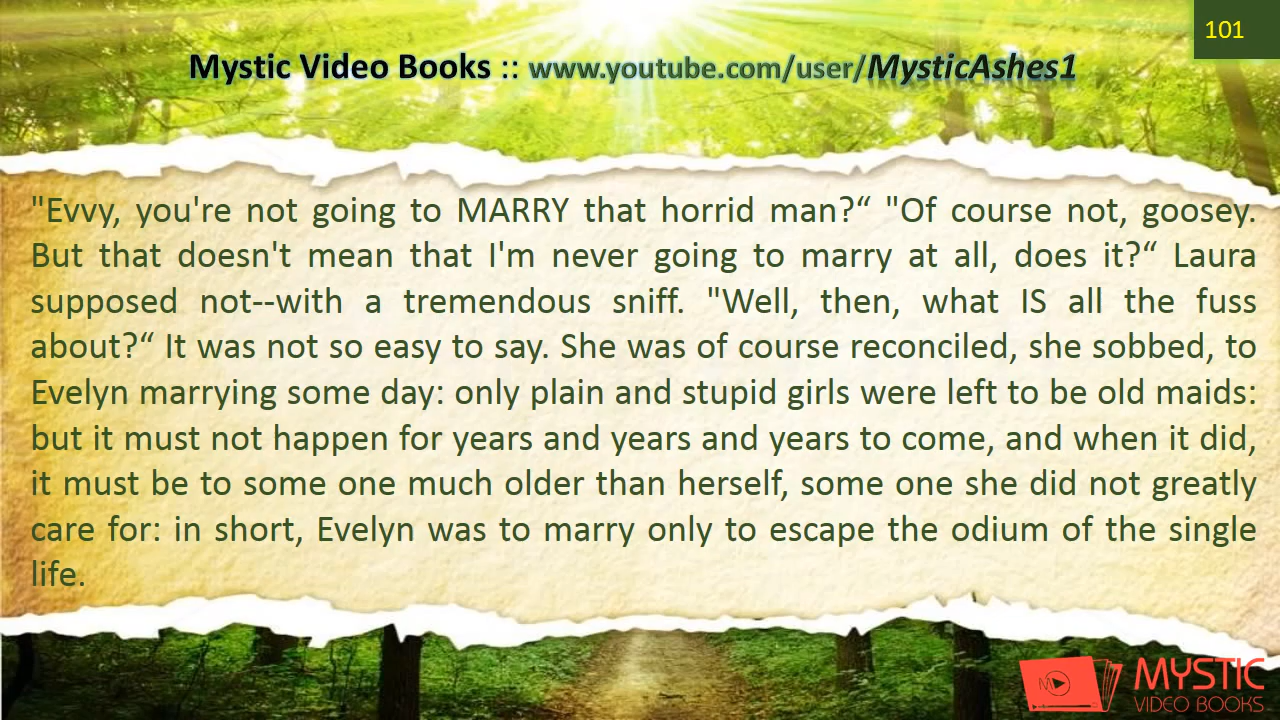 101
Mystic Video Books :: www.youtube.com/user/MysticAshes1
"Evvy, you're not going to MARRY that horrid man?“ "Of course not, goosey.
But that doesn't mean that I'm never going to marry at all, does it?“ Laura
supposed not--with a tremendous sniff. "Well, then, what IS all the fuss
about?“ It was not so easy to say. She was of course reconciled, she sobbed, to
Evelyn marrying some day: only plain and stupid girls were left to be old maids:
but it must not happen for years and years and years to come, and when it did,
it must be to some one much older than herself, some one she did not greatly
care for: in short, Evelyn was to marry only to escape the odium of the single
life.
MYSTIC
VIDEO BOOKS